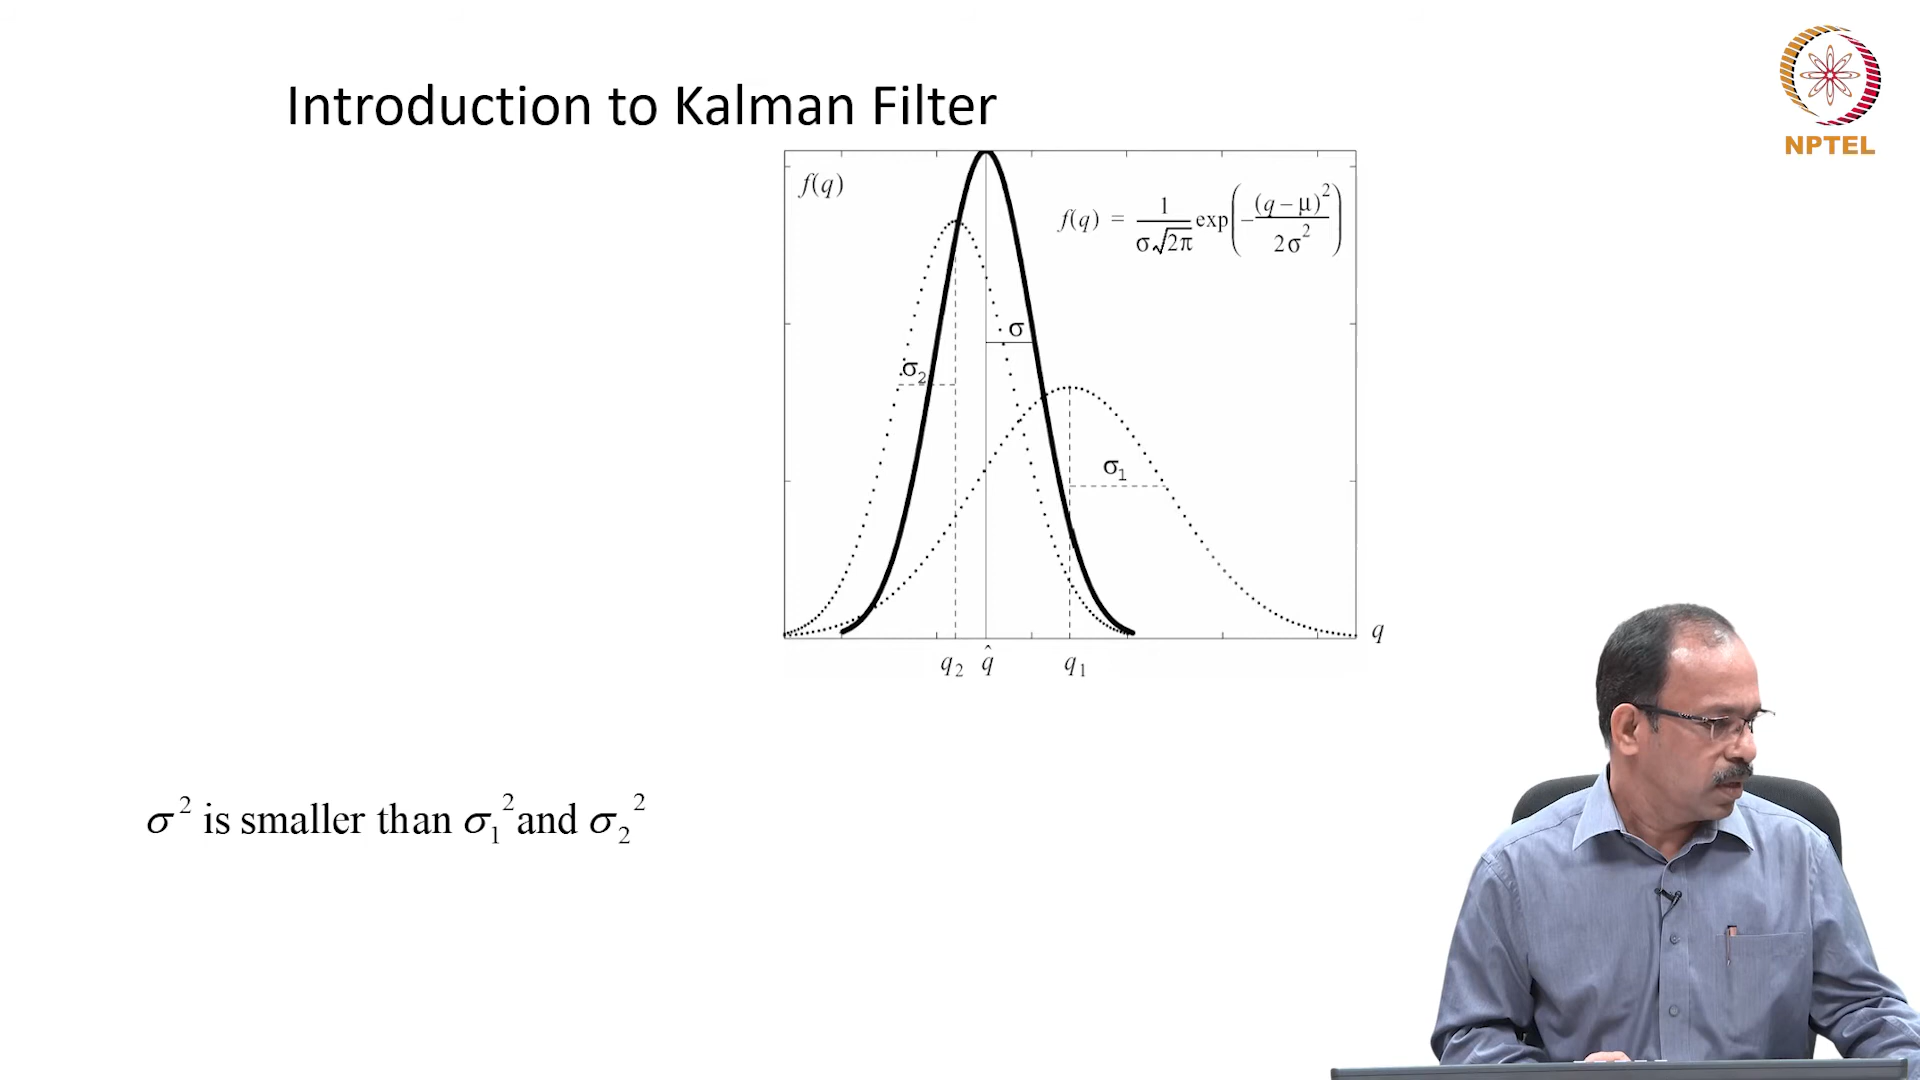 Introduction to Kalman Filter
NPTEL
f(q)
f(q) = 1/(σ√2π) exp(-(q-μ)²/(2σ²))
σ
σ₂
σ₁
q
q₂ q̂ q₁
σ² is smaller than σ₁² and σ₂²